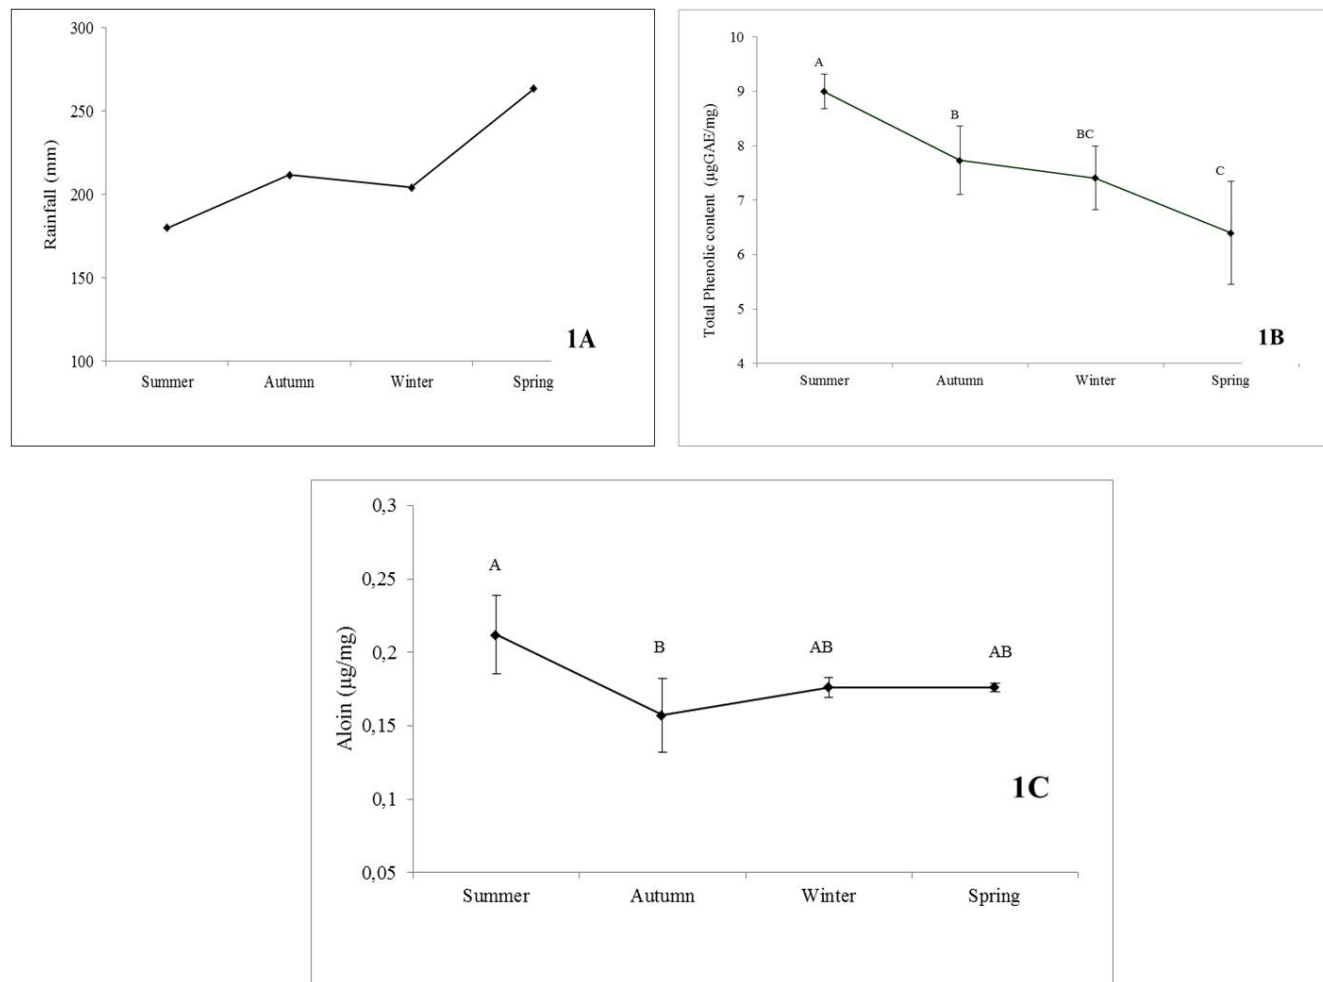 300
250
200
150
100
Rainfall (mm)
Summer Autumn Winter Spring
1A
10
9
8
7
6
5
4
Total Phenolic content (µgGAE/mg)
A
B
BC
C
Summer Autumn Winter Spring
1B
0,3
0,25
0,2
0,15
0,1
0,05
Aloin (µg/mg)
A
B
AB
AB
Summer Autumn Winter Spring
1C